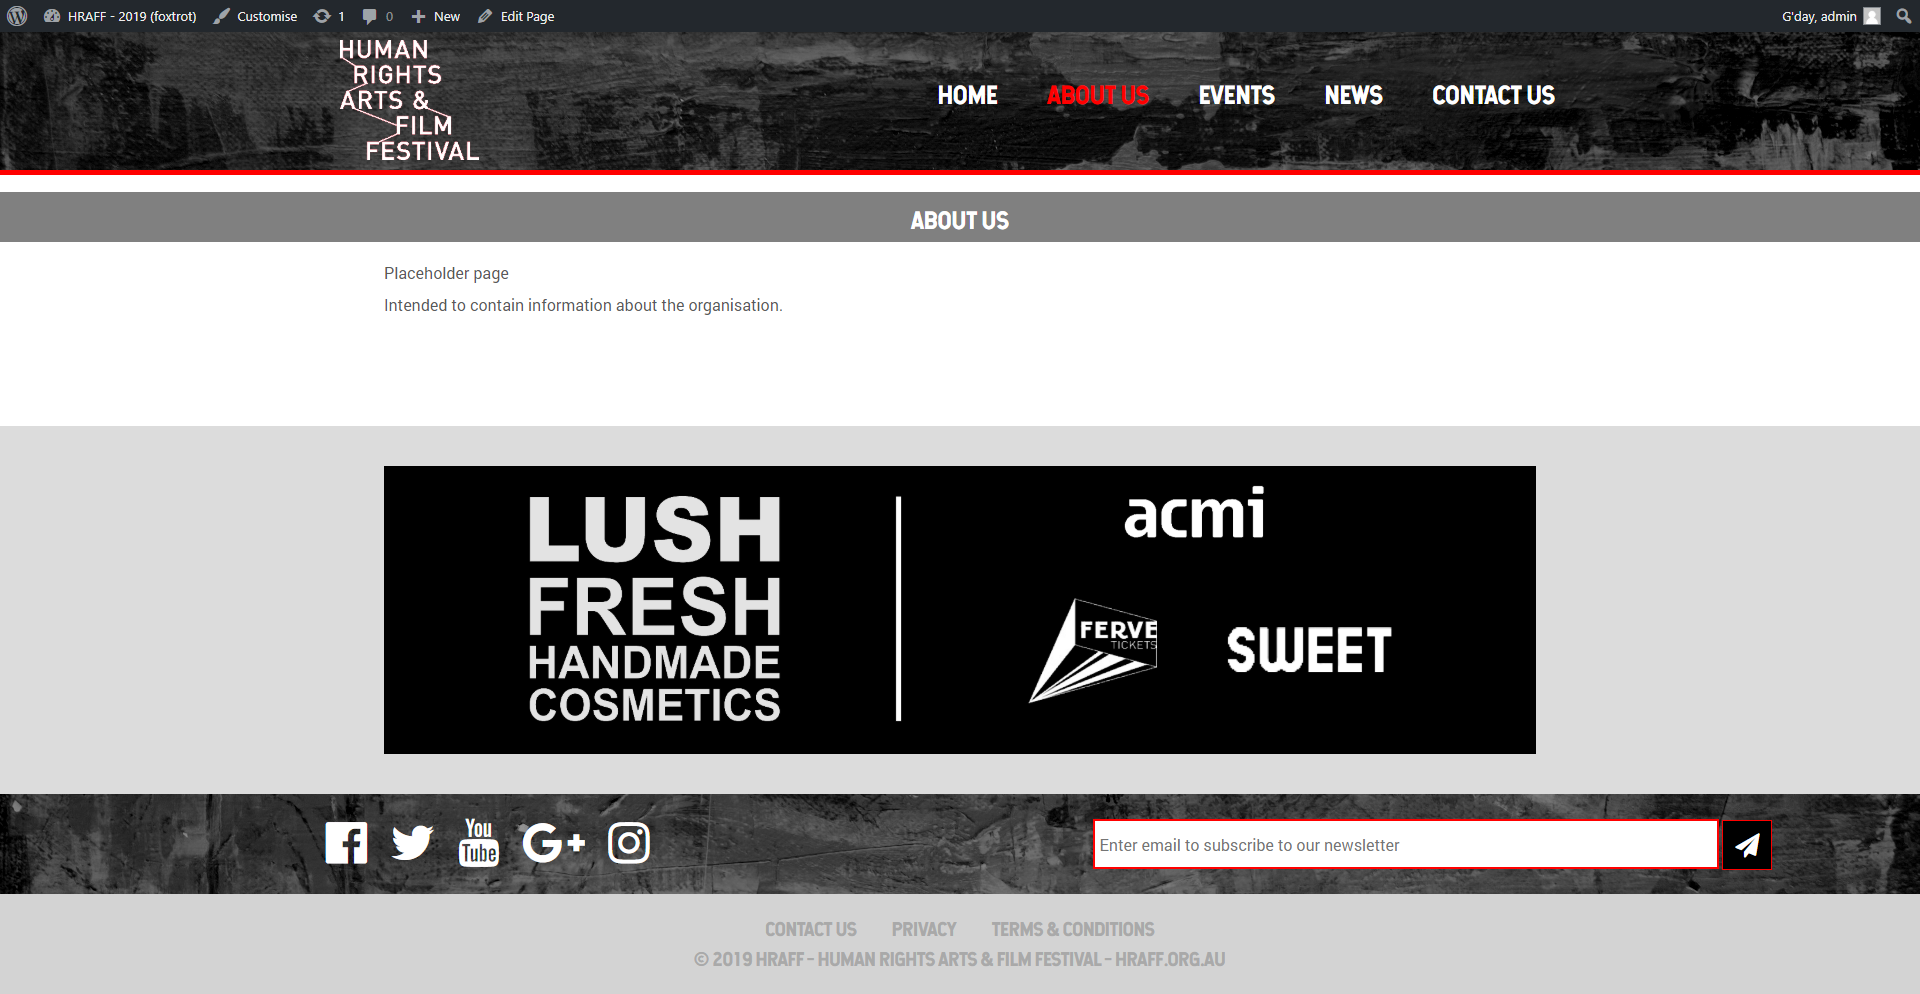 HRAFF - 2019 (foxtrot) Customise 1 0 New Edit Page G'day, admin
HUMAN
RIGHTS
ARTS &
FILM
FESTIVAL
HOME ABOUT US EVENTS NEWS CONTACT US
ABOUT US
Placeholder page
Intended to contain information about the organisation.
LUSH
FRESH
HANDMADE
COSMETICS
acmi
FERVE
TICKETS
SWEET
You
Tube
G+
Enter email to subscribe to our newsletter
CONTACT US PRIVACY TERMS & CONDITIONS
© 2019 HRAFF - HUMAN RIGHTS ARTS & FILM FESTIVAL - HRAFF.ORG.AU